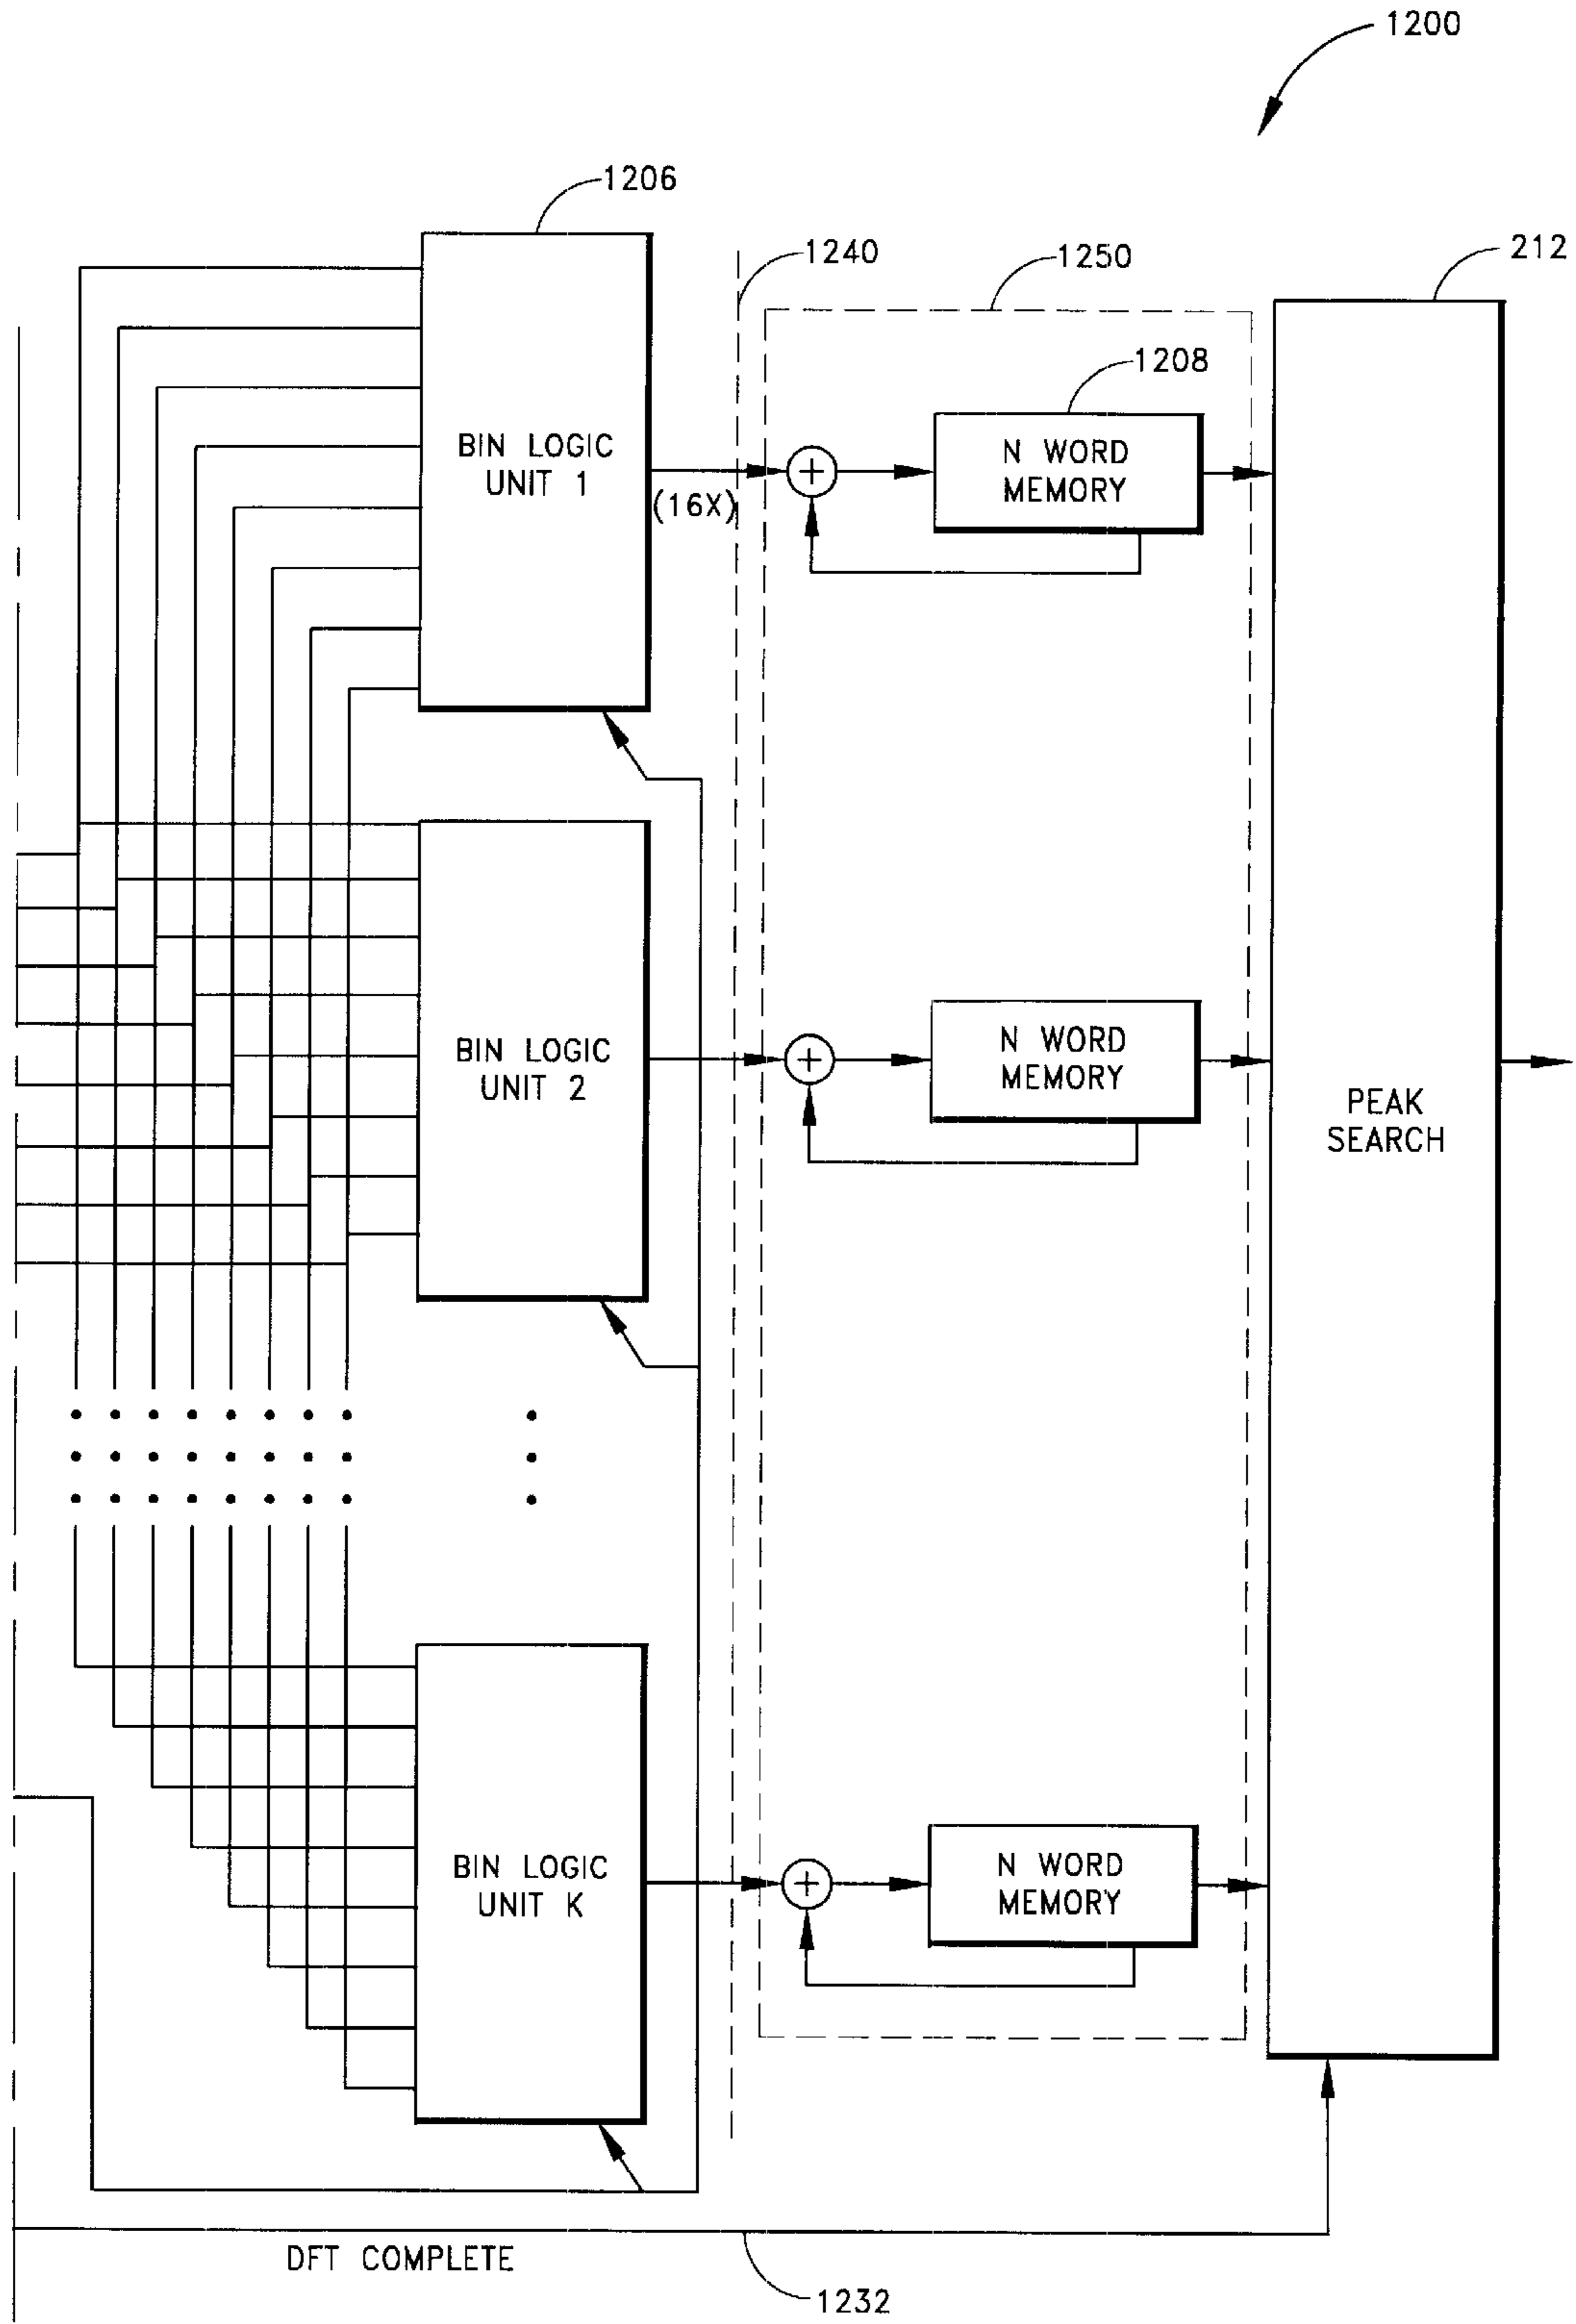 1200
1206
1240
1250
212
1208
BIN LOGIC
UNIT 1
(16X)
N WORD
MEMORY
BIN LOGIC
UNIT 2
N WORD
MEMORY
PEAK
SEARCH
BIN LOGIC
UNIT K
N WORD
MEMORY
DFT COMPLETE
1232